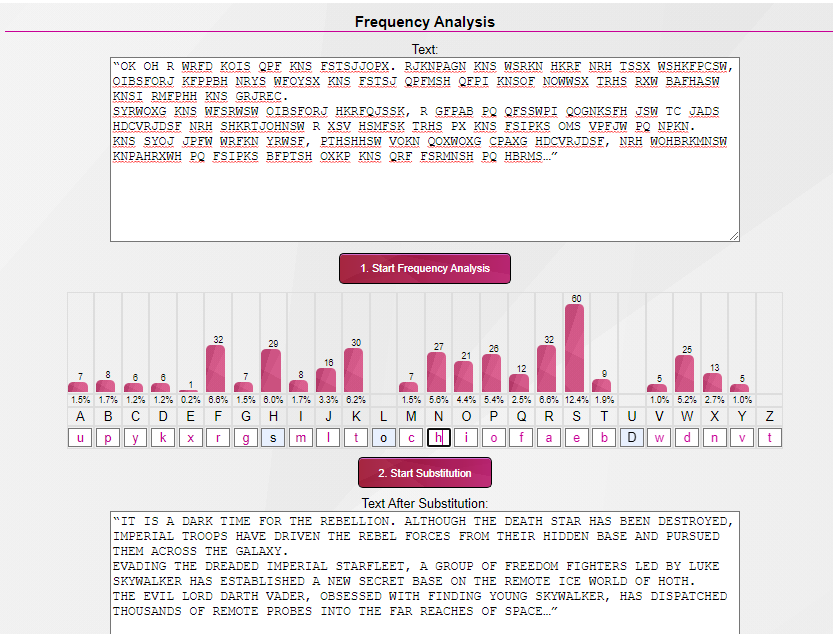 Frequency Analysis
Text:
“OK OH R WRFD KOIS QPF KNS FSTSJJOPX. RJKNPAGN KNS WSRKN HKRF NRH TSSX WSHKFPCSW,
OIBSFORJ KFPPBH NRYS WFOYSX KNS FSTSJ QPFMSH QFPI KNSOF NOWWSX TRHS RXW BAFHASW
KNSI RMFPHH KNS GRJREC.
SYRWOXG KNS WFSRWSW OIBSFORJ HKRFQJSSK, R GFPAB PQ QFSSWPI QOGNKSFH JSW TC JADS
HDCVRJDSF NRH SHKRTJOHNSW R XSV HSMFSK TRHS PX KNS FSIPKS OMS VPFJW PQ NPKN.
KNS SYOJ JPFW WRFKN YRWSF, PTHSHHSW VOKN QOXWOXG CPAXG HDCVRJDSF, NRH WOHBRKMNSW
KNPAHRXWH PQ FSIPKS BFPTSH OXKP KNS QRF FSRMNSH PQ HBRMS…”
1. Start Frequency Analysis
7 8 6 6 1 32 7 29 8 16 30 7 27 21 26 12 32 60 9 5 25 13 5
1.5% 1.7% 1.2% 1.2% 0.2% 6.6% 1.5% 6.0% 1.7% 3.3% 6.2% 1.5% 5.6% 4.4% 5.4% 2.5% 6.6% 12.4% 1.9% 1.0% 5.2% 2.7% 1.0%
A B C D E F G H I J K L M N O P Q R S T U V W X Y Z
u p y k x r g s m l t o c h i o f a e b D w d n v t
2. Start Substitution
Text After Substitution:
“IT IS A DARK TIME FOR THE REBELLION. ALTHOUGH THE DEATH STAR HAS BEEN DESTROYED,
IMPERIAL TROOPS HAVE DRIVEN THE REBEL FORCES FROM THEIR HIDDEN BASE AND PURSUED
THEM ACROSS THE GALAXY.
EVADING THE DREADED IMPERIAL STARFLEET, A GROUP OF FREEDOM FIGHTERS LED BY LUKE
SKYWALKER HAS ESTABLISHED A NEW SECRET BASE ON THE REMOTE ICE WORLD OF HOTH.
THE EVIL LORD DARTH VADER, OBSESSED WITH FINDING YOUNG SKYWALKER, HAS DISPATCHED
THOUSANDS OF REMOTE PROBES INTO THE FAR REACHES OF SPACE…”